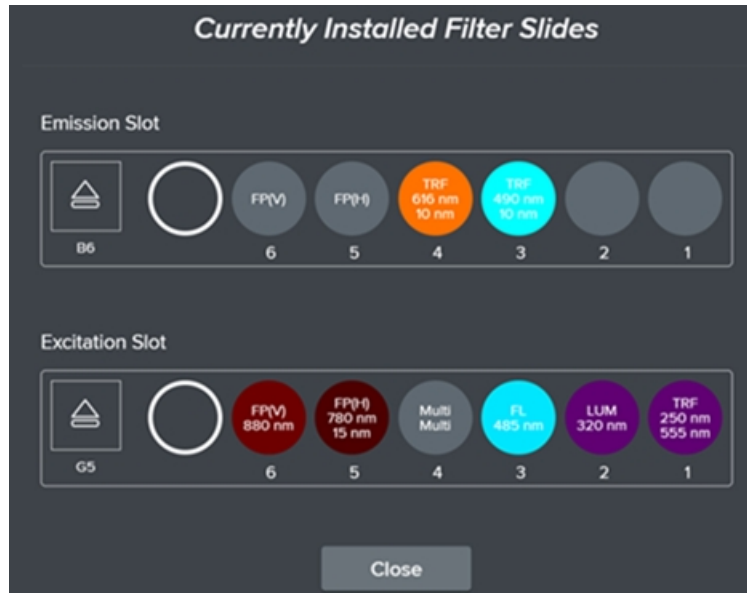 Currently Installed Filter Slides
Emission Slot
FP(V)
FP(H)
TRF
616 nm
10 nm
TRF
490 nm
10 nm
B6
6
5
4
3
2
1
Excitation Slot
FP(V)
880 nm
FP(H)
780 nm
15 nm
Multi
Multi
FL
485 nm
LUM
320 nm
TRF
250 nm
555 nm
G5
6
5
4
3
2
1
Close